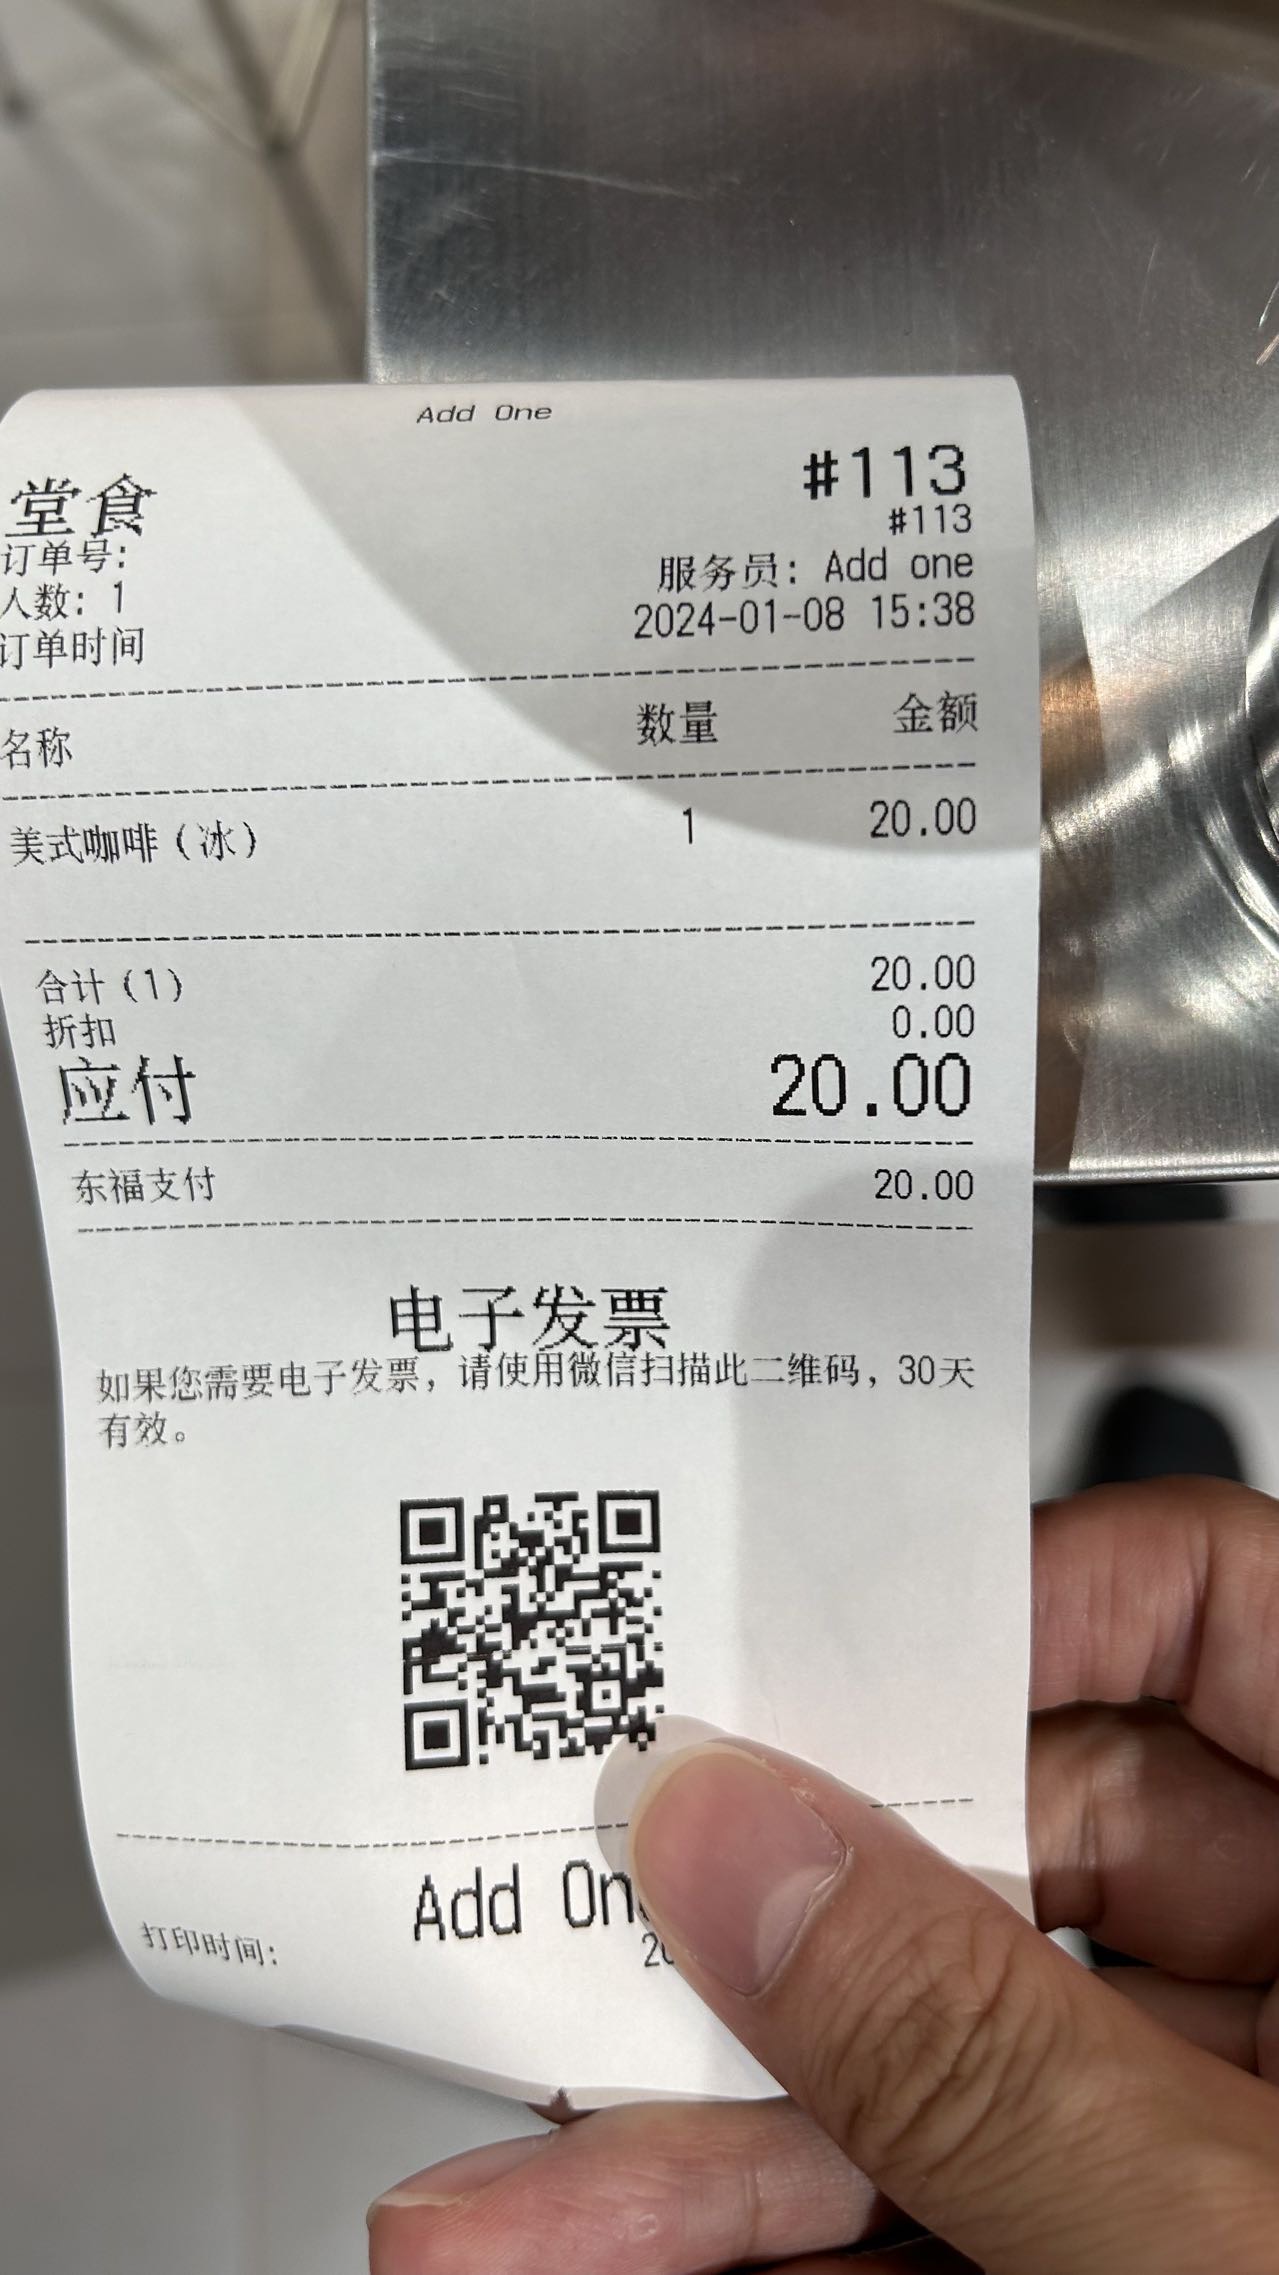 Add One
堂食 #113
订单号: #113
人数: 1 服务员: Add one
订单时间 2024-01-08 15:38
名称 数量 金额
美式咖啡(冰) 1 20.00
合计(1) 20.00
折扣 0.00
应付 20.00
东福支付 20.00
电子发票
如果您需要电子发票, 请使用微信扫描此二维码, 30天
有效。
Add On
打印时间: 20